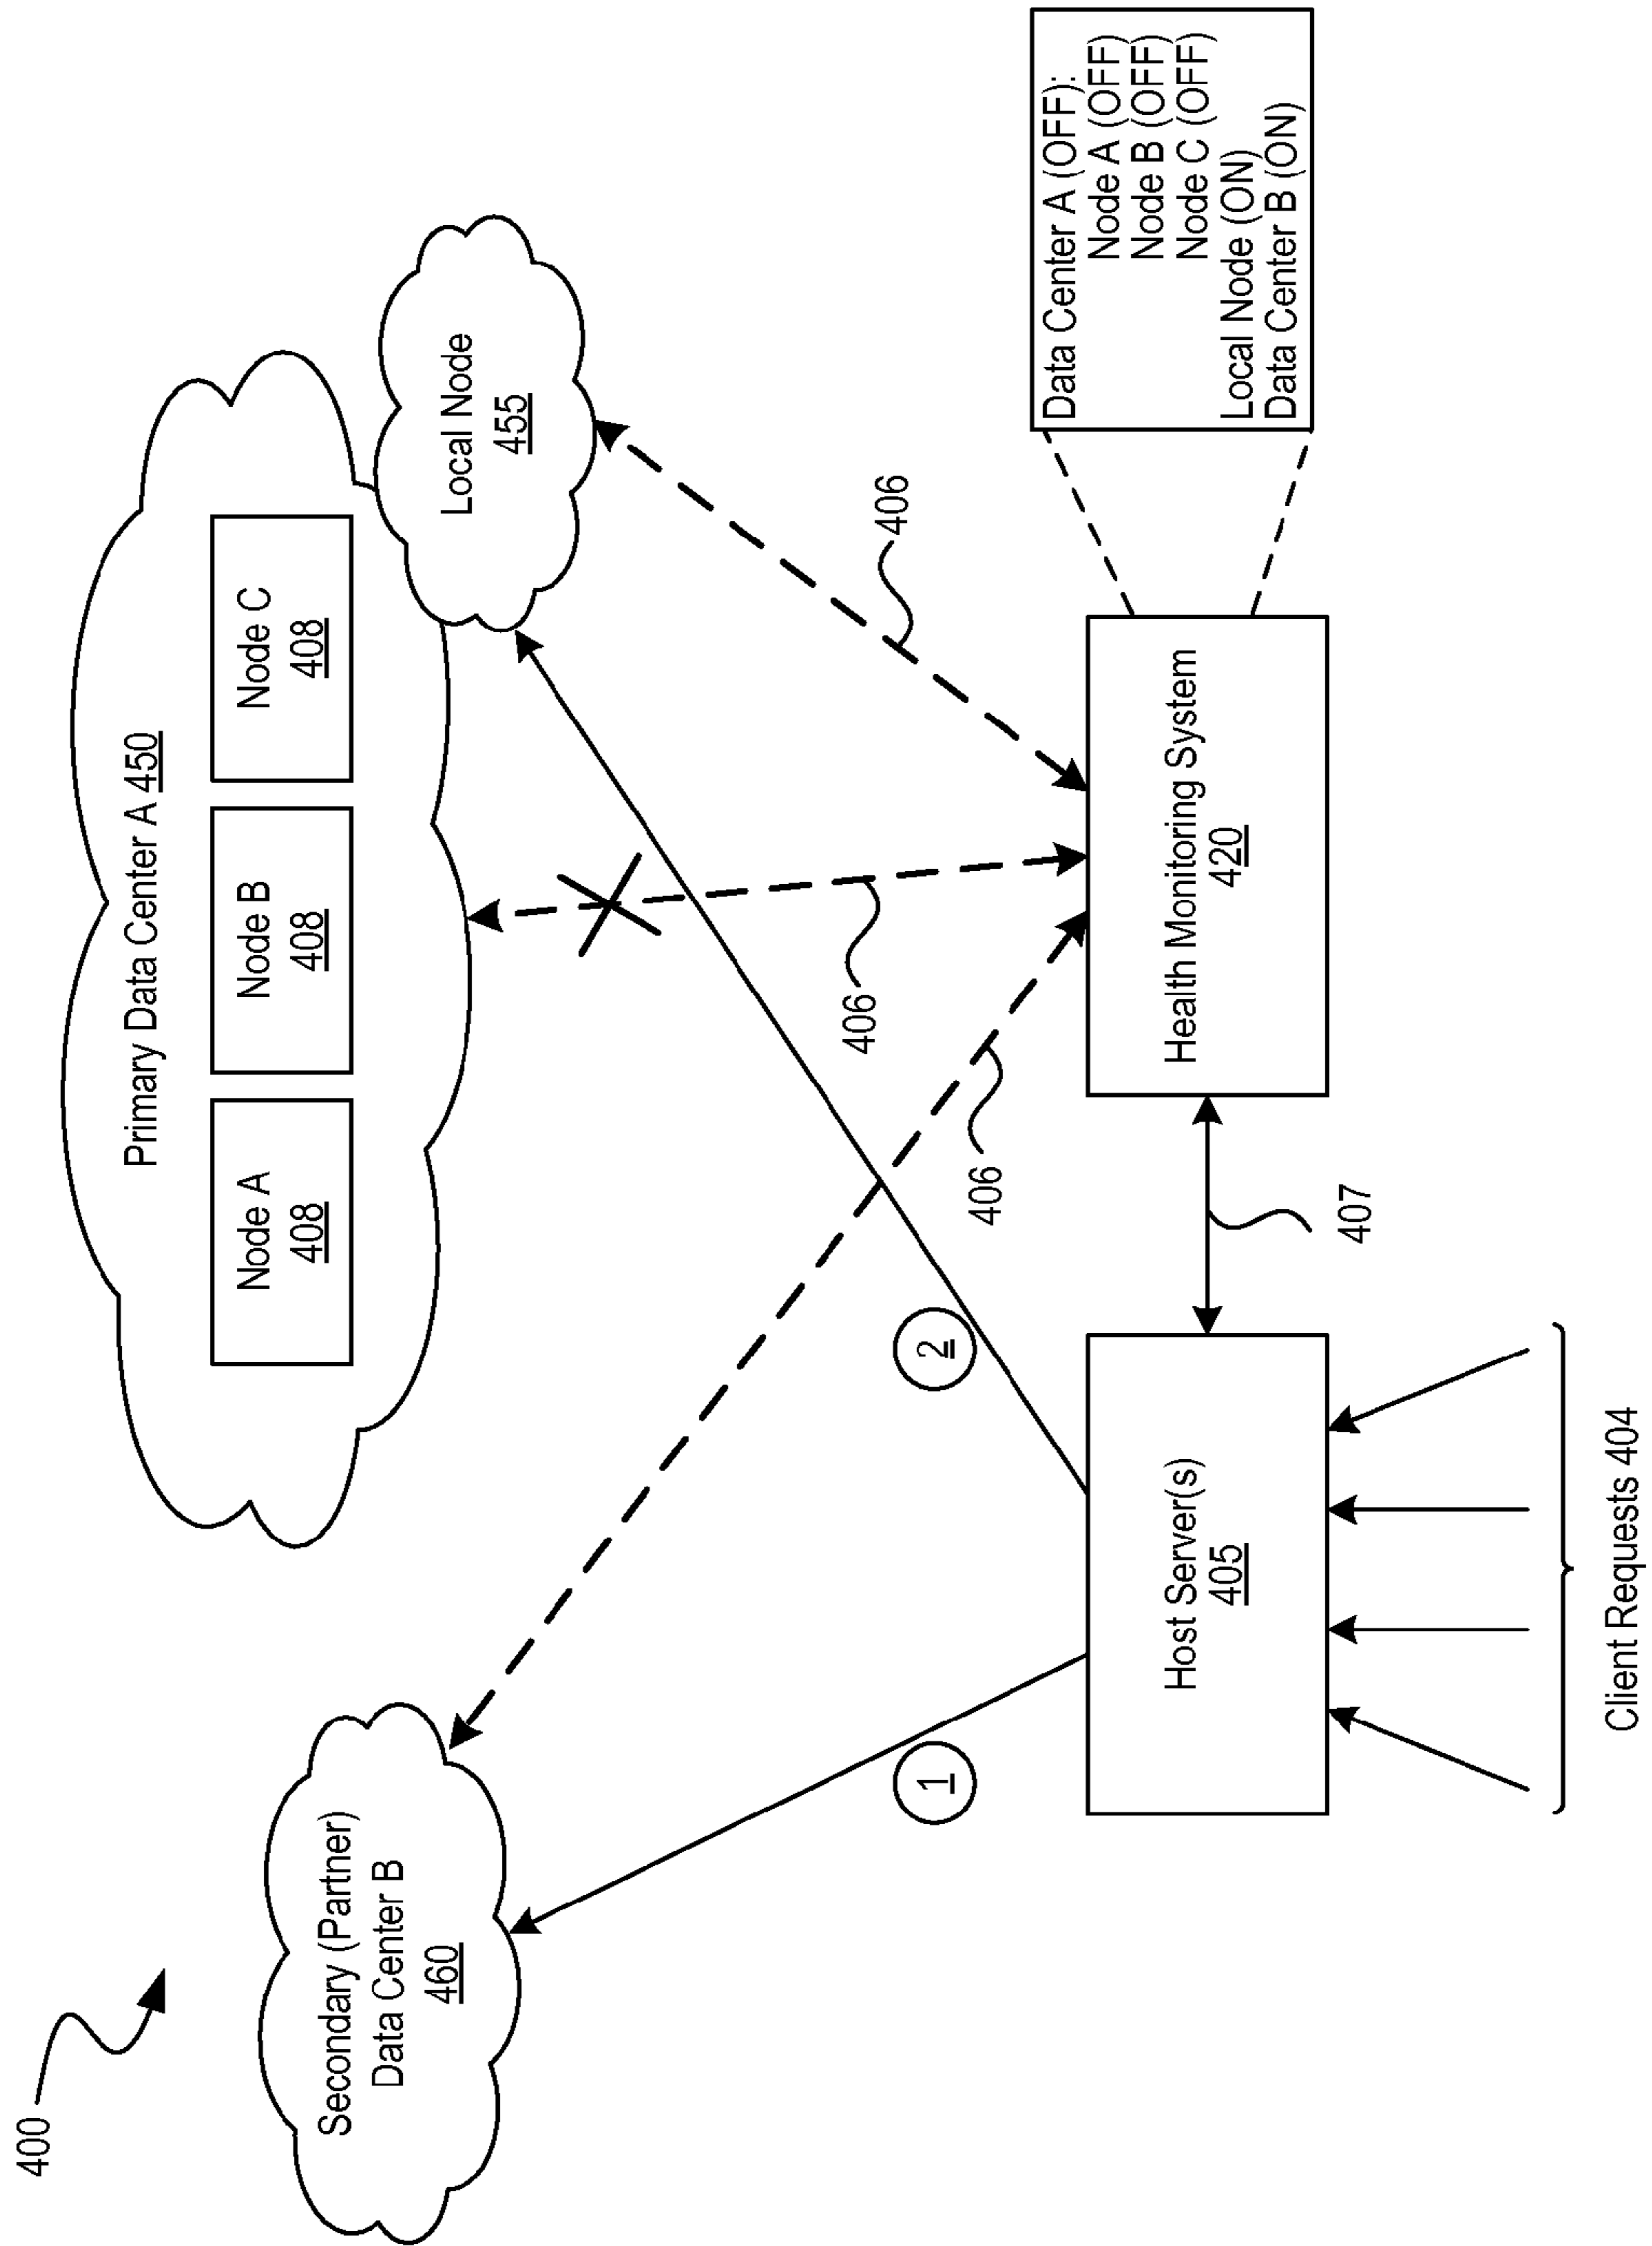 400
Primary Data Center A 450
Node A
408
Node B
408
Node C
408
Secondary (Partner)
Data Center B
460
Local Node
455
406
406
406
1
2
Host Server(s)
405
407
Health Monitoring System
420
Data Center A (OFF):
Node A (OFF)
Node B (OFF)
Node C (OFF)
Local Node (ON)
Data Center B (ON)
Client Requests 404